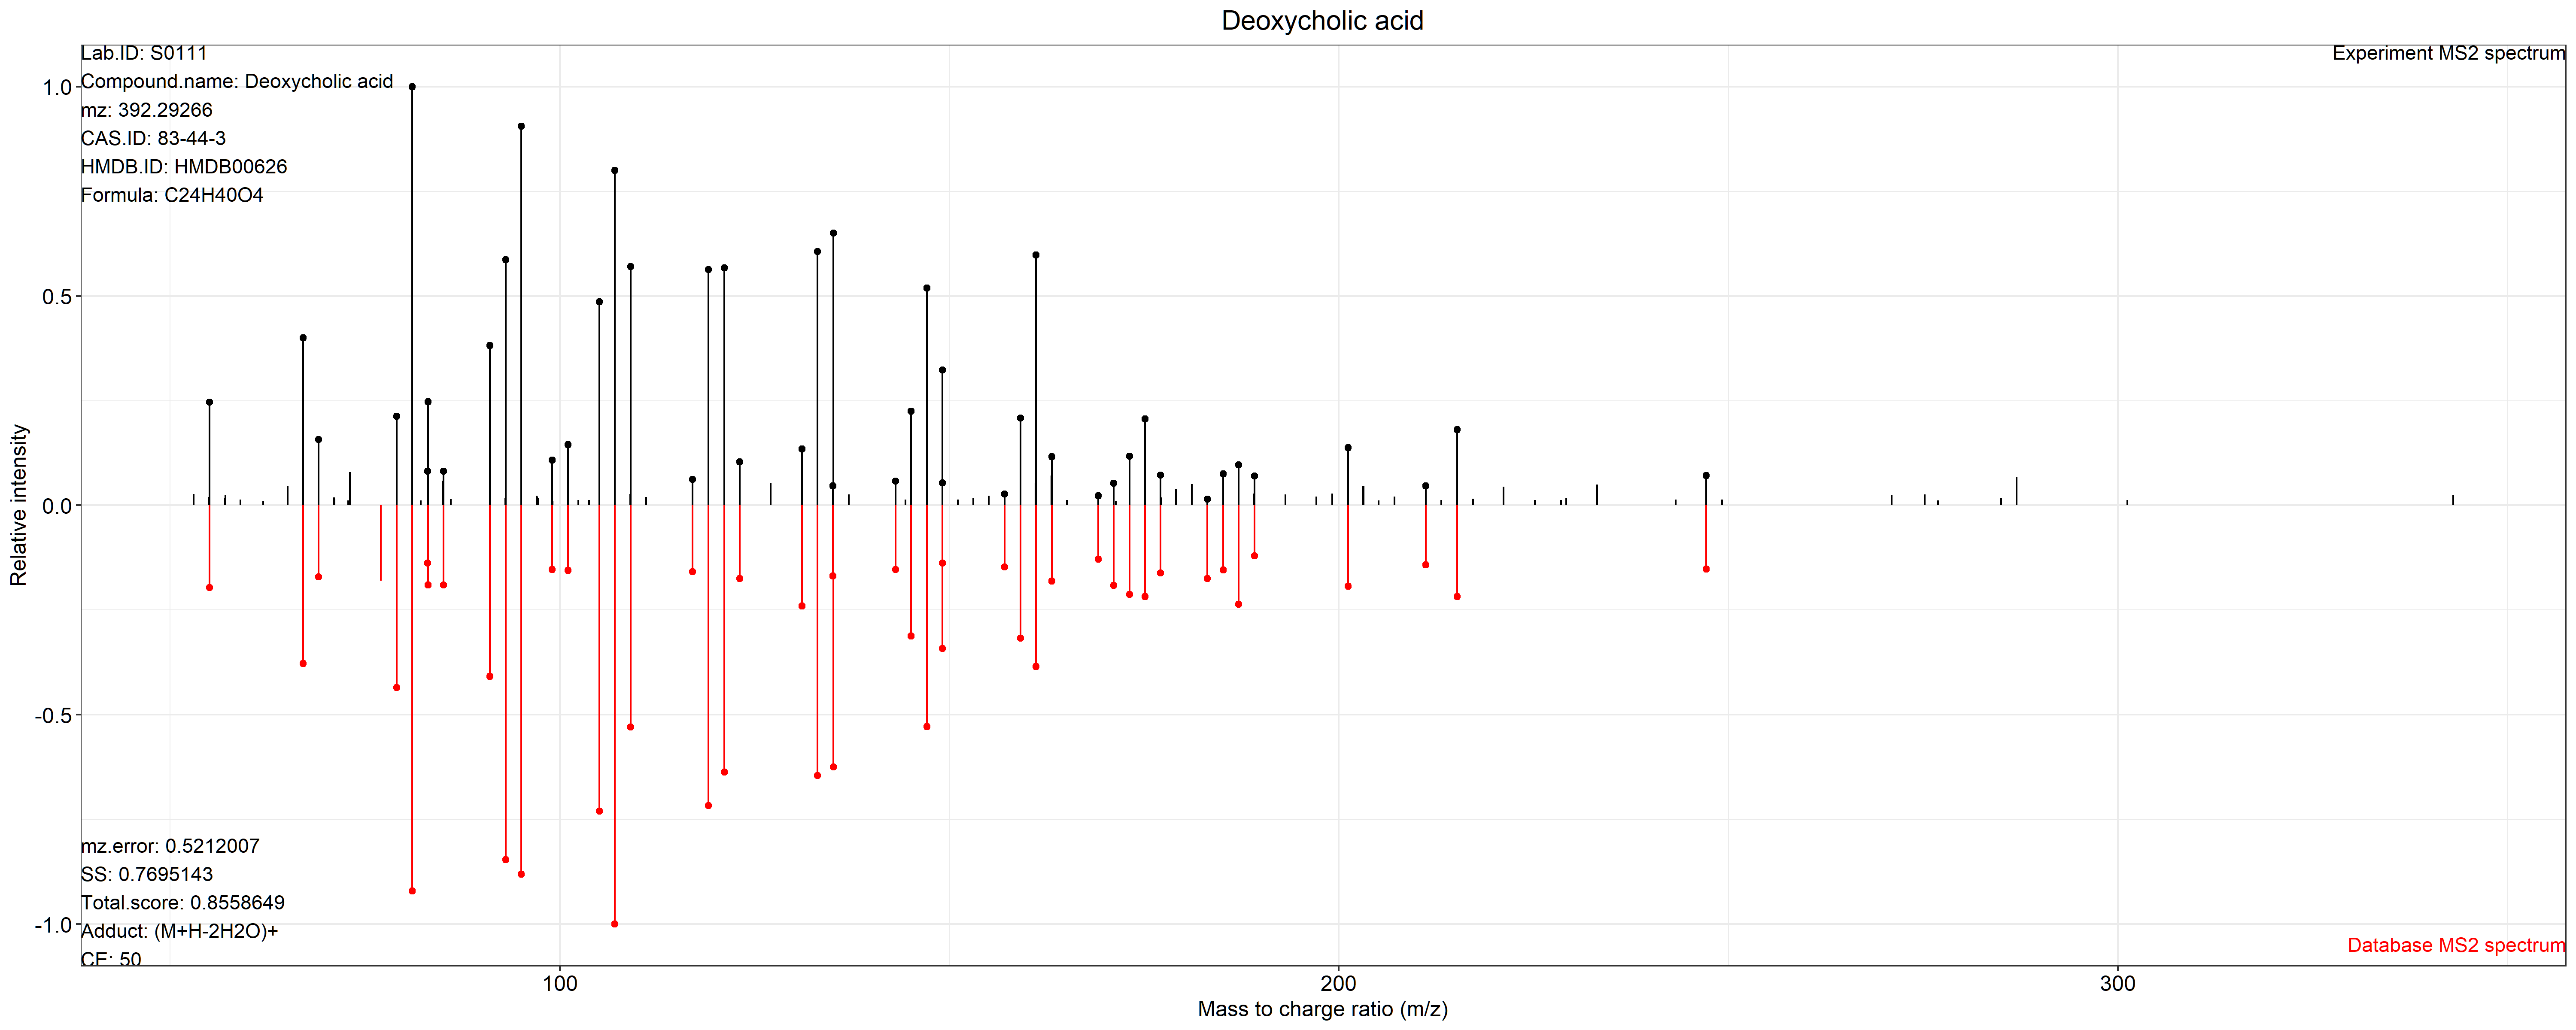 Deoxycholic acid
Lab.ID: S0111
Experiment MS2 spectrum
Compound.name: Deoxycholic acid
mz: 392.29266
CAS.ID: 83-44-3
HMDB.ID: HMDB00626
Formula: C24H40O4
1.0
0.5
0.0
-0.5
-1.0
Relative intensity
mz.error: 0.5212007
SS: 0.7695143
Total.score: 0.8558649
Adduct: (M+H-2H2O)+
CE: 50
Database MS2 spectrum
100
200
300
Mass to charge ratio (m/z)